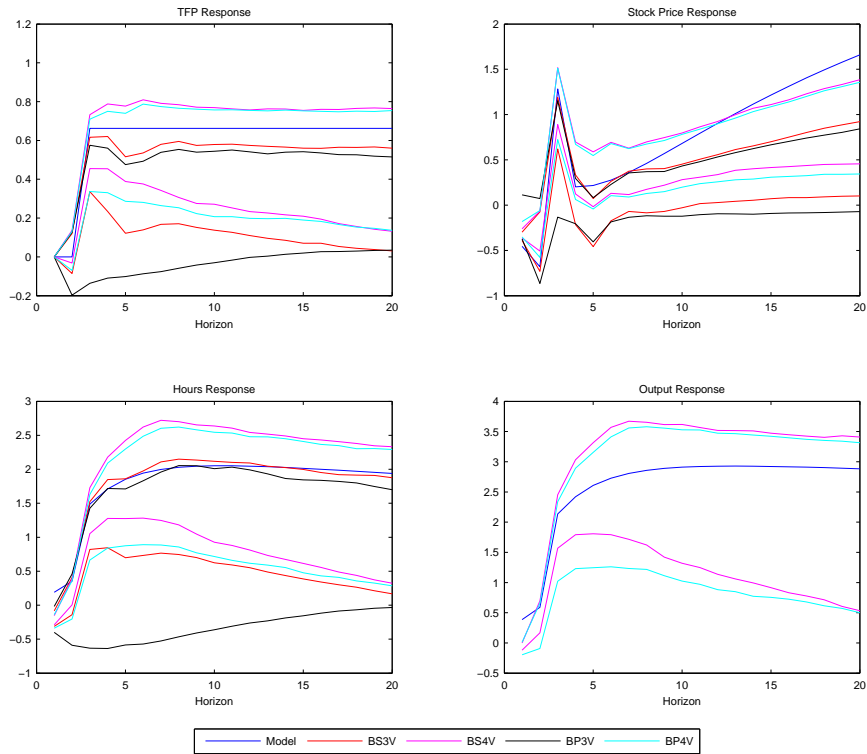 TFP Response
1.2
1
0.8
0.6
0.4
0.2
0
−0.2
0 5 10 15 20
Horizon
Stock Price Response
2
1.5
1
0.5
0
−0.5
−1
0 5 10 15 20
Horizon
Hours Response
3
2.5
2
1.5
1
0.5
0
−0.5
−1
0 5 10 15 20
Horizon
Output Response
4
3.5
3
2.5
2
1.5
1
0.5
0
−0.5
0 5 10 15 20
Horizon
Model BS3V BS4V BP3V BP4V